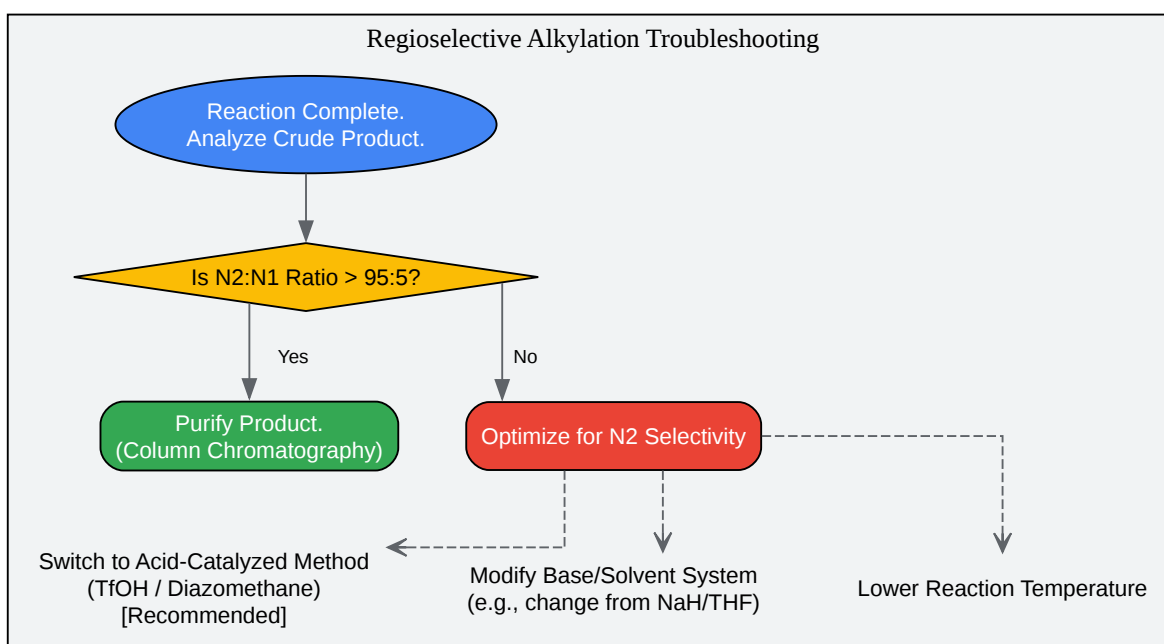 Regioselective Alkylation Troubleshooting
Reaction Complete.
Analyze Crude Product.
Is N2:N1 Ratio > 95:5?
Yes
No
Purify Product.
(Column Chromatography)
Optimize for N2 Selectivity
Switch to Acid-Catalyzed Method
(TfOH / Diazomethane)
[Recommended]
Modify Base/Solvent System
(e.g., change from NaH/THF)
Lower Reaction Temperature